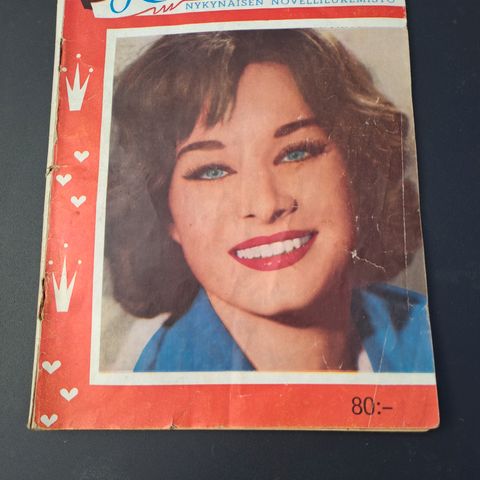 NYKYNAISEN NOVELLILUKEMISTO
80:-